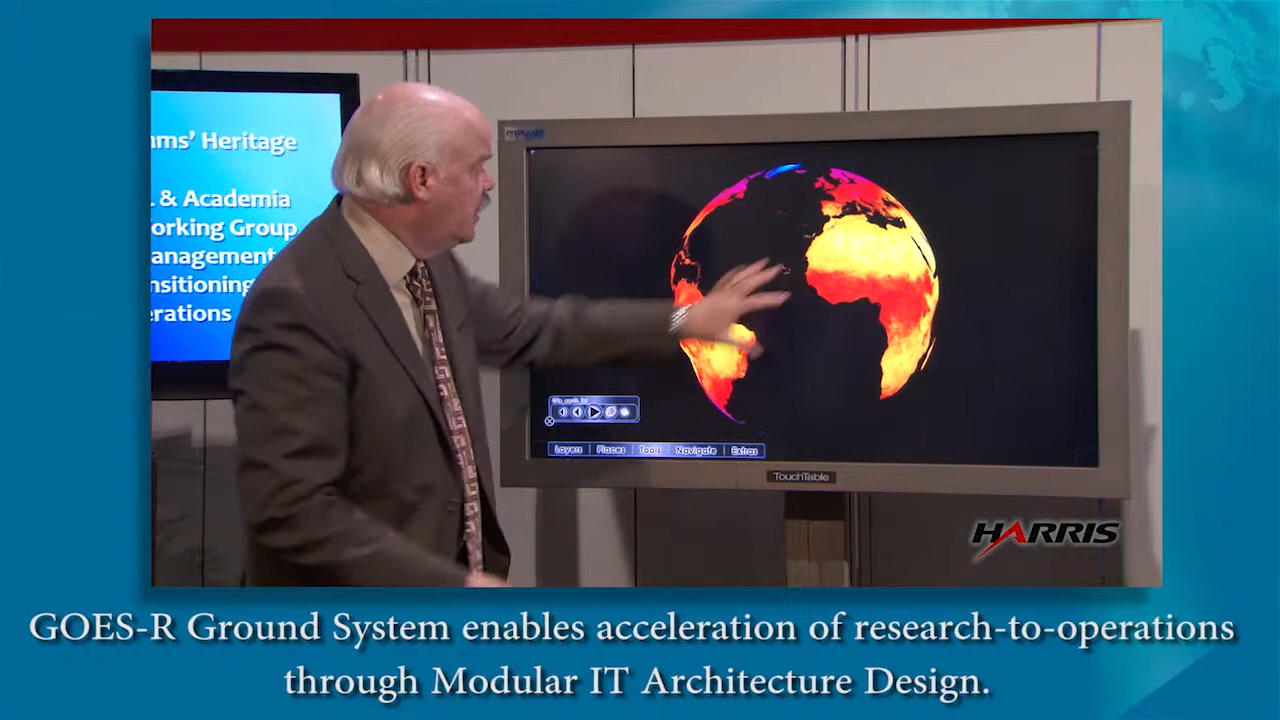 mms' Heritage
& Academia
orking Group
anagement
nsitioning
erations
Layers | Places | Tools | Navigate | Extras
TouchTable
HARRIS
GOES-R Ground System enables acceleration of research-to-operations
through Modular IT Architecture Design.